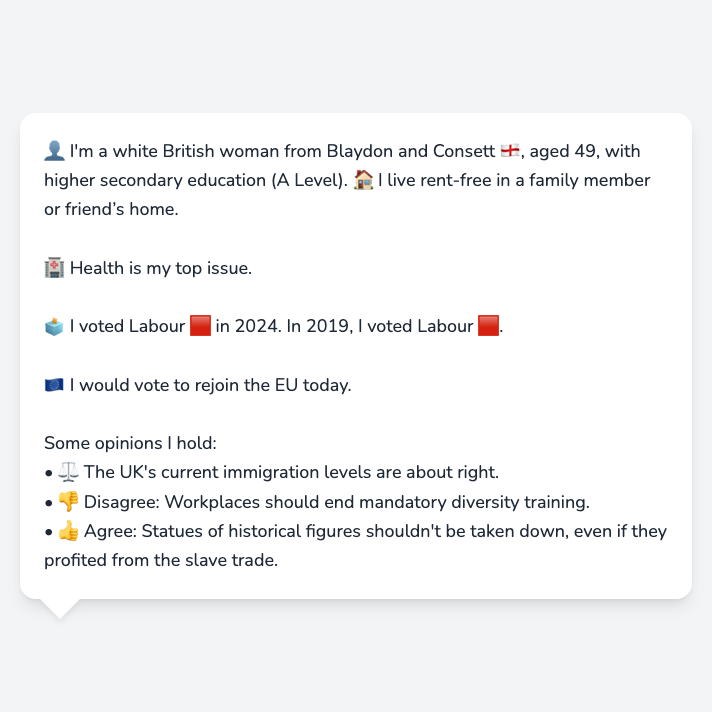 👤 I'm a white British woman from Blaydon and Consett 🏴󠁧󠁢󠁥󠁮󠁧󠁿, aged 49, with
higher secondary education (A Level). 🏠 I live rent-free in a family member
or friend’s home.
🏥 Health is my top issue.
🗳️ I voted Labour 🟥 in 2024. In 2019, I voted Labour 🟥.
🇪🇺 I would vote to rejoin the EU today.
Some opinions I hold:
• ⚖️ The UK's current immigration levels are about right.
• 👎 Disagree: Workplaces should end mandatory diversity training.
• 👍 Agree: Statues of historical figures shouldn't be taken down, even if they
profited from the slave trade.